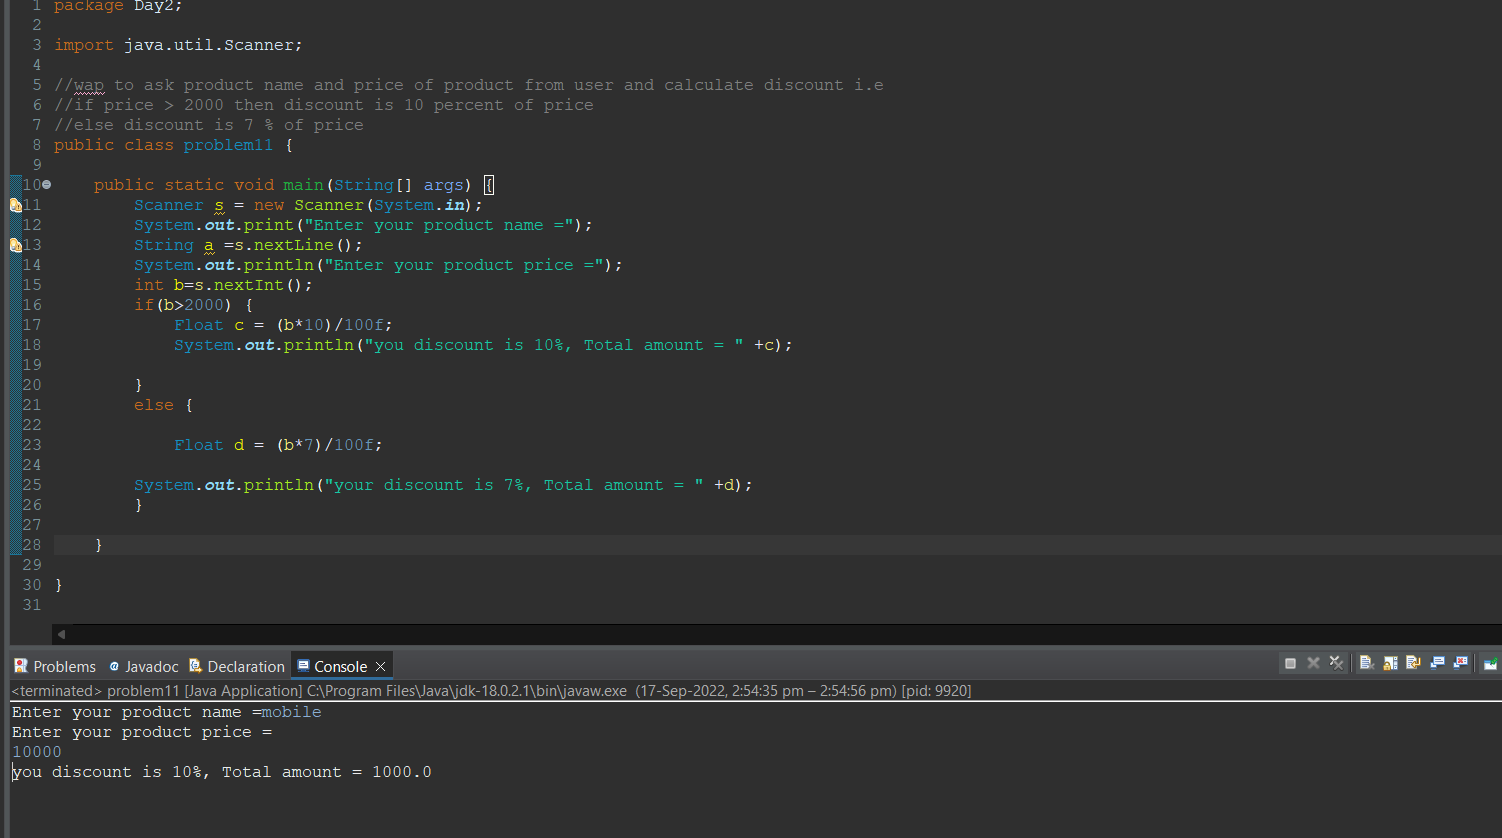 1 package Day2;
2
3 import java.util.Scanner;
4
5 //wap to ask product name and price of product from user and calculate discount i.e
6 //if price > 2000 then discount is 10 percent of price
7 //else discount is 7 % of price
8 public class problem11 {
9
10 public static void main(String[] args) {
11 Scanner s = new Scanner(System.in);
12 System.out.print("Enter your product name =");
13 String a =s.nextLine();
14 System.out.println("Enter your product price =");
15 int b=s.nextInt();
16 if(b>2000) {
17 Float c = (b*10)/100f;
18 System.out.println("you discount is 10%, Total amount = " +c);
19
20 }
21 else {
22
23 Float d = (b*7)/100f;
24
25 System.out.println("your discount is 7%, Total amount = " +d);
26 }
27
28 }
29
30 }
31
Problems @ Javadoc Declaration Console
<terminated> problem11 [Java Application] C:\Program Files\Java\jdk-18.0.2.1\bin\javaw.exe (17-Sep-2022, 2:54:35 pm – 2:54:56 pm) [pid: 9920]
Enter your product name =mobile
Enter your product price =
10000
you discount is 10%, Total amount = 1000.0